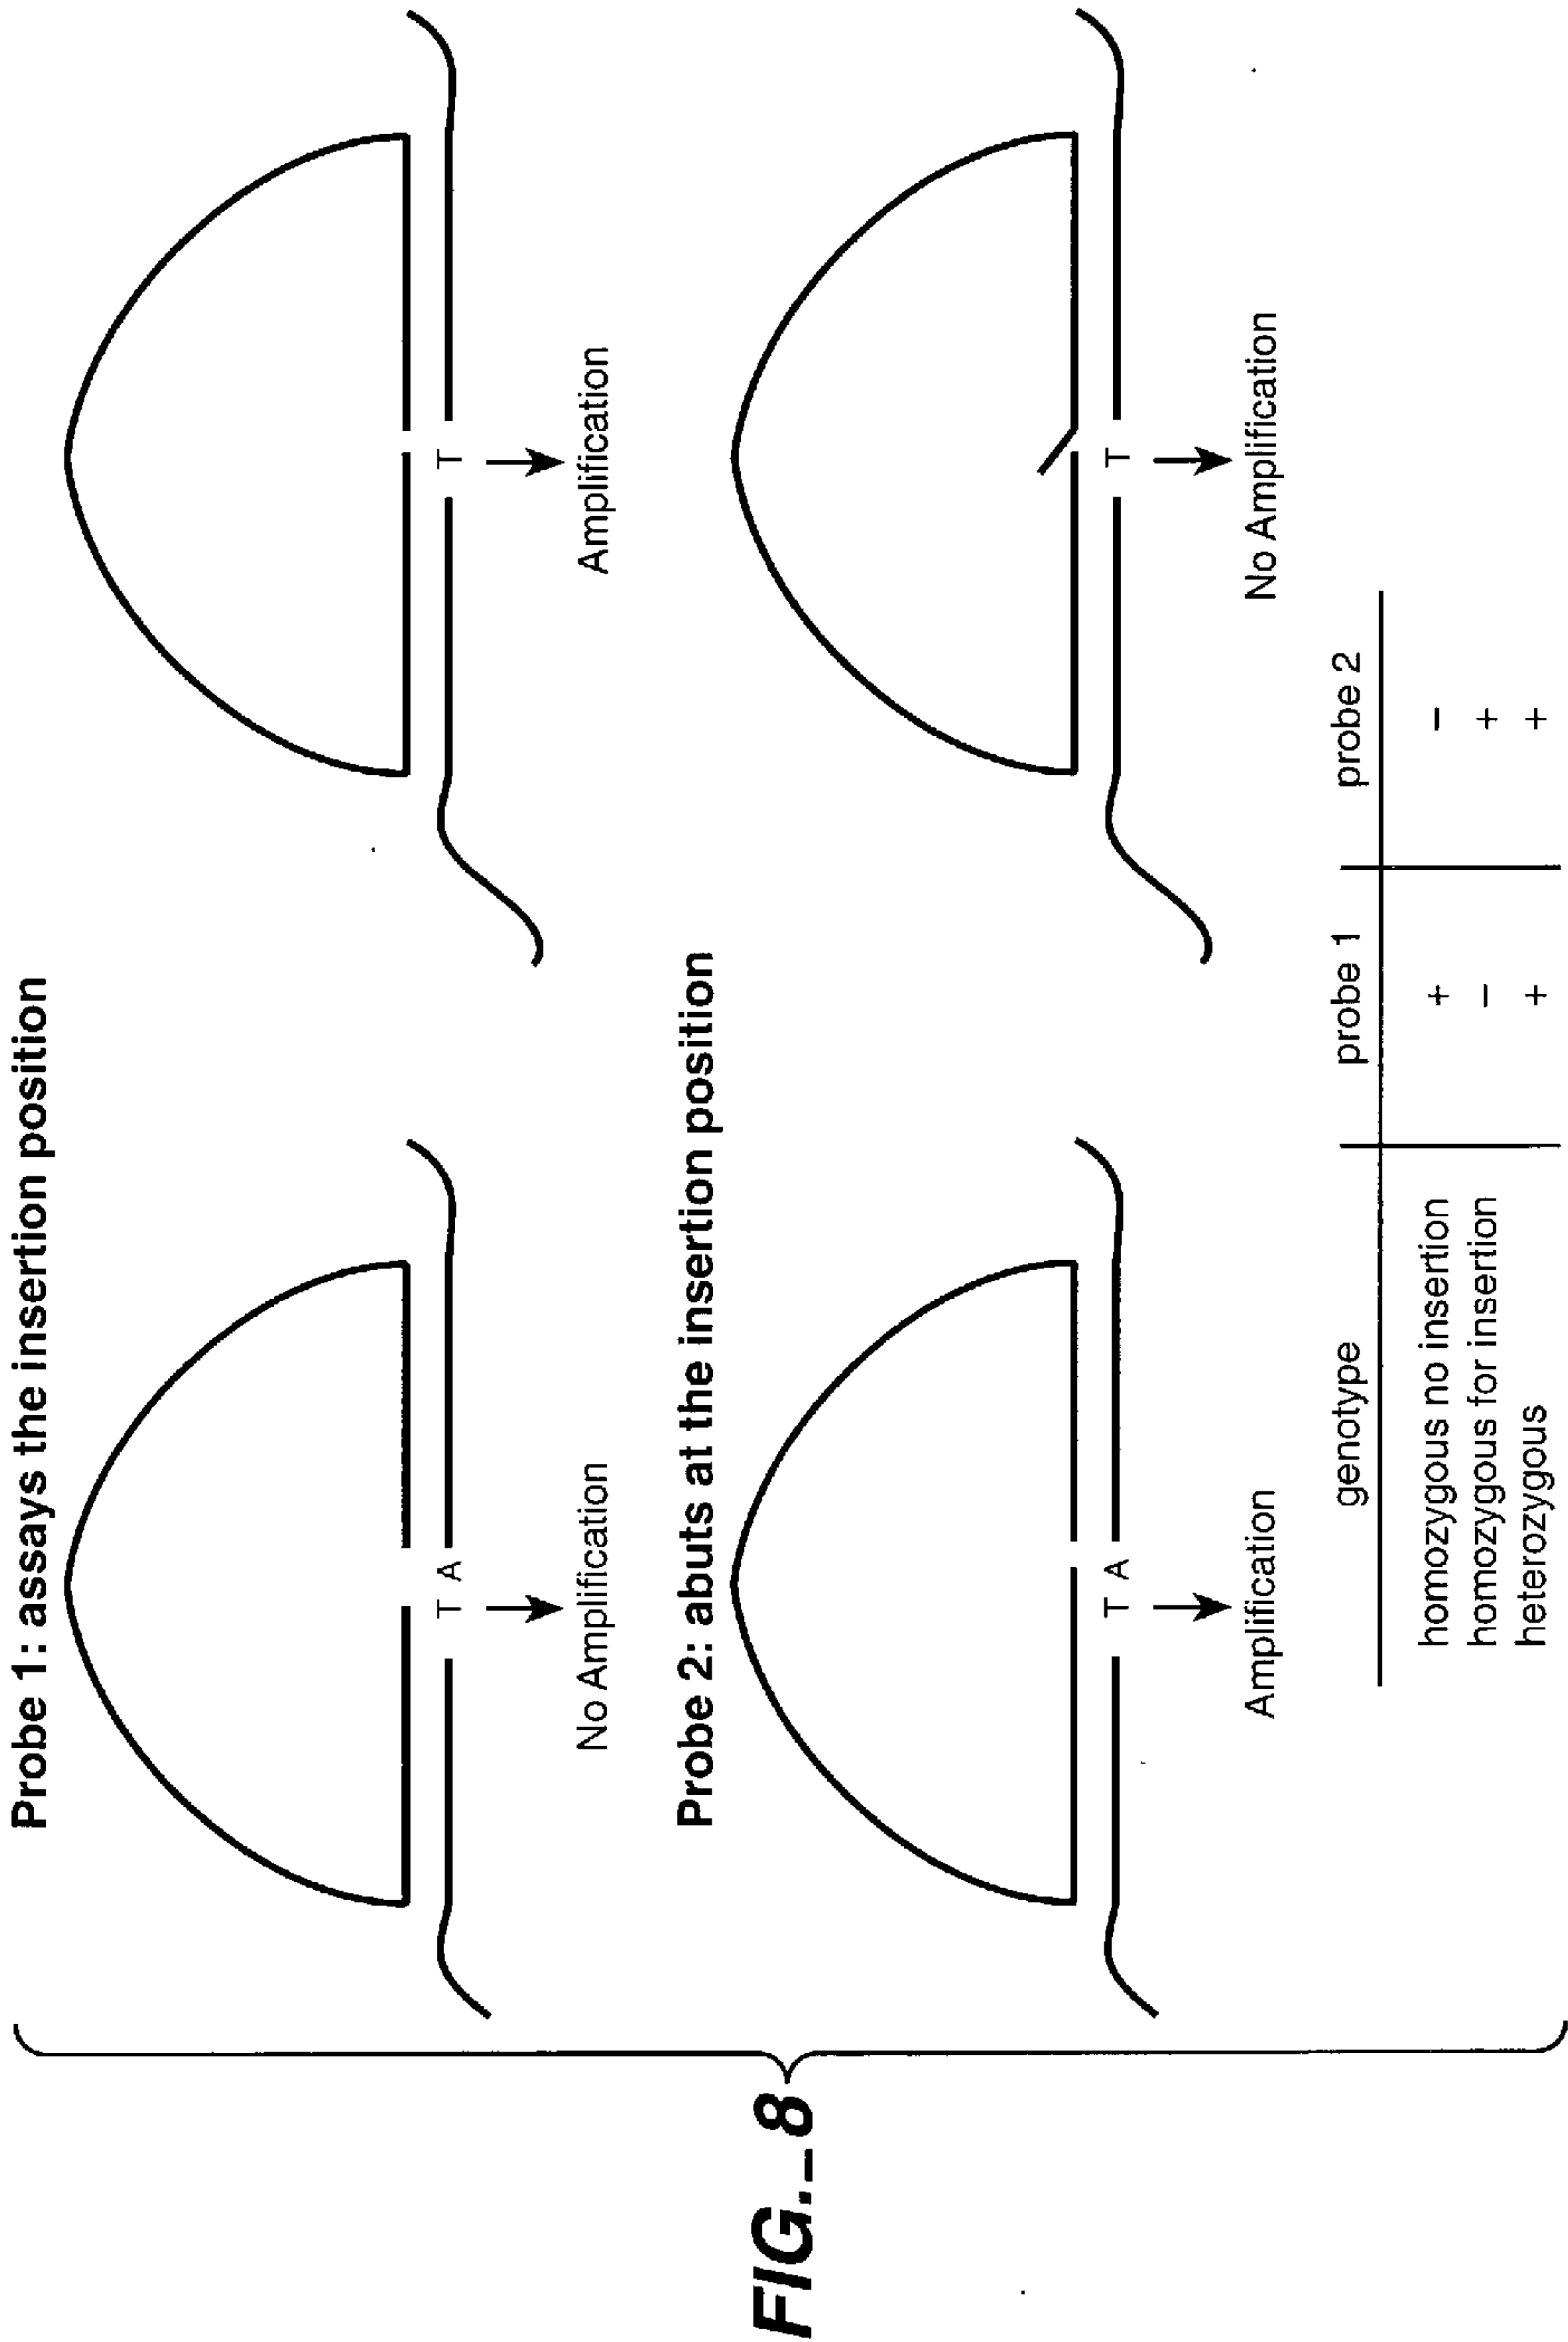 FIG._8
Probe 1: assays the insertion position
T A
No Amplification
T
Amplification
Probe 2: abuts at the insertion position
T A
Amplification
T
No Amplification
genotype probe 1 probe 2
homozygous no insertion + –
homozygous for insertion – +
heterozygous + +